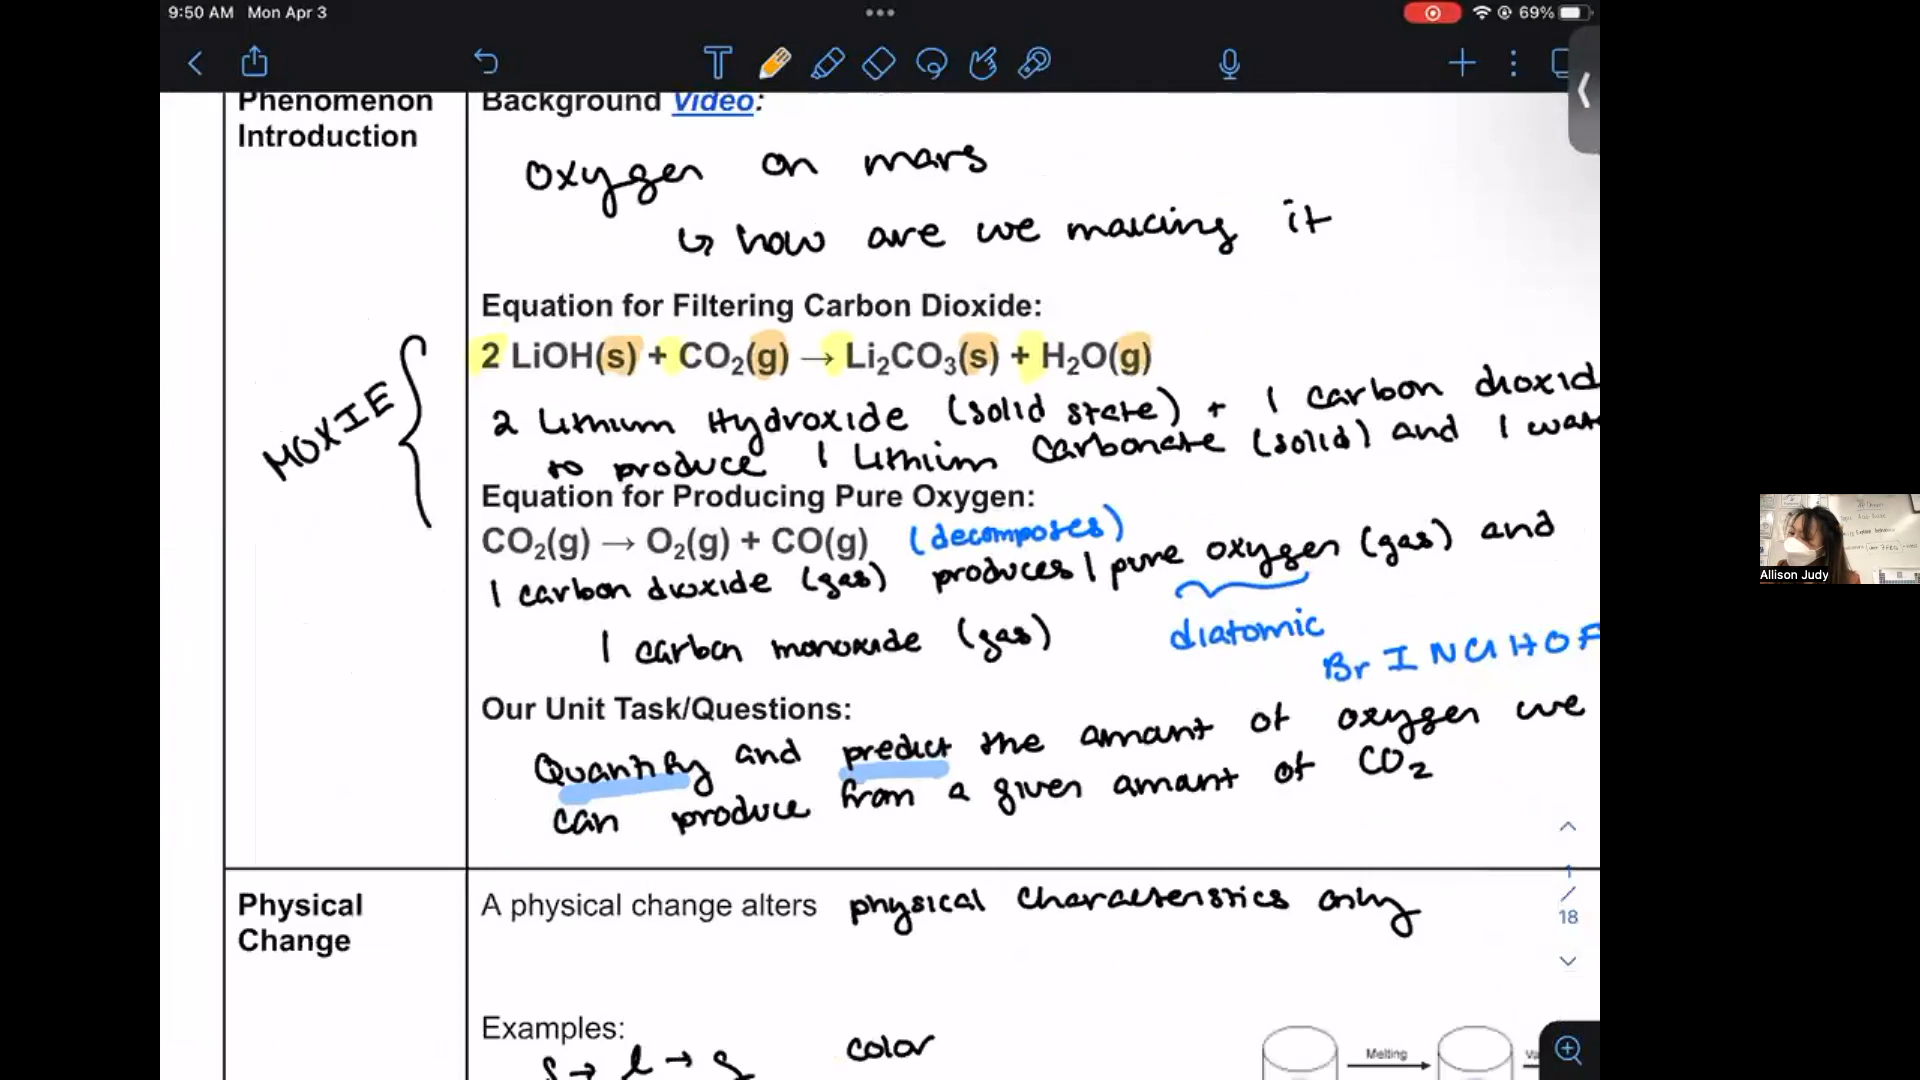 9:50 AM Mon Apr 3
69%
Phenomenon Introduction
Background Video:
Oxygen on mars
↳ how are we making it
MOXIE
Equation for Filtering Carbon Dioxide:
2 LiOH(s) + CO₂(g) → Li₂CO₃(s) + H₂O(g)
2 Lithium Hydroxide (solid state) + 1 carbon dioxid
to produce 1 Lithium Carbonate (solid) and 1 wat
Equation for Producing Pure Oxygen:
CO₂(g) → O₂(g) + CO(g) (decomposes)
1 carbon dioxide (gas) produces 1 pure oxygen (gas) and
1 carbon monoxide (gas)
diatomic
Br I N Cl H O F
Our Unit Task/Questions:
Quantify and predict the amount of oxygen we
can produce from a given amount of CO₂
Physical Change
A physical change alters physical characteristics only
Examples:
s → l → g
color
Melting
1
/
18
Allison Judy